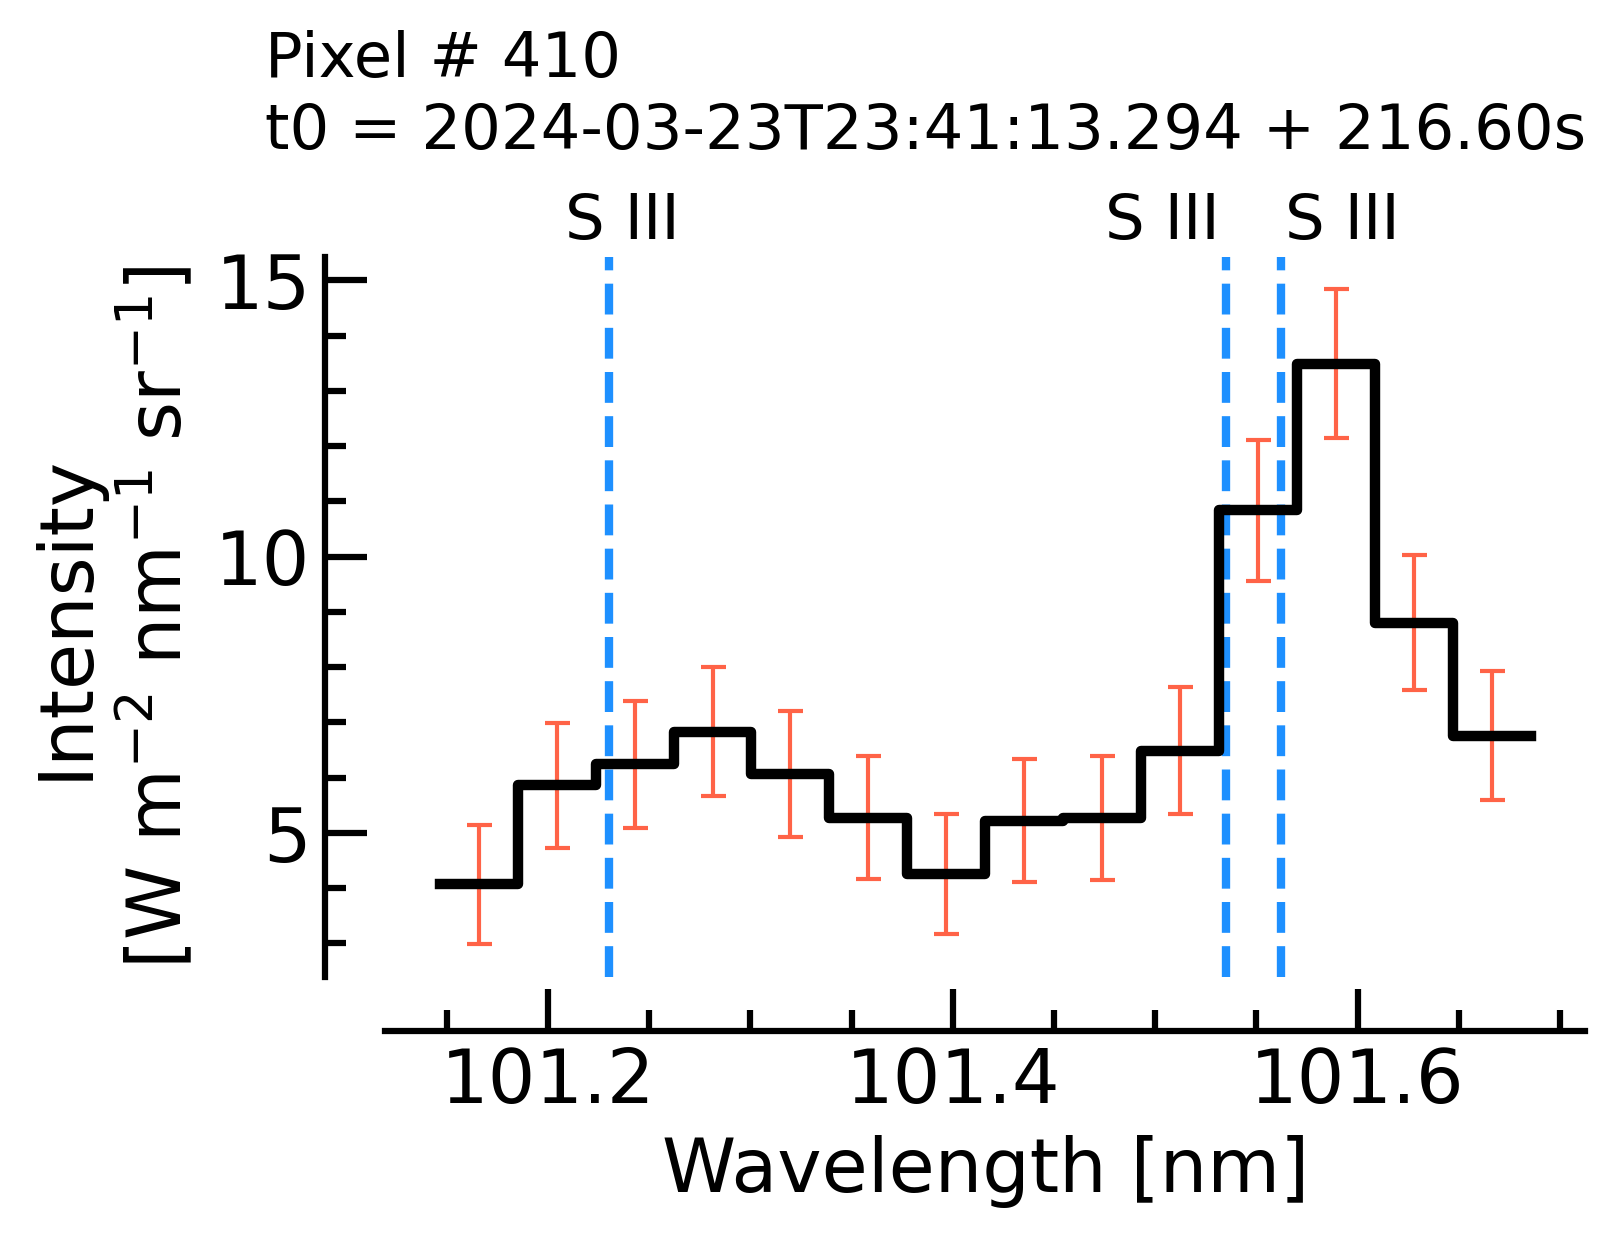 Pixel # 410
t0 = 2024-03-23T23:41:13.294 + 216.60s
S III S III S III
15
10
5
Intensity
[W m⁻² nm⁻¹ sr⁻¹]
101.2 101.4 101.6
Wavelength [nm]